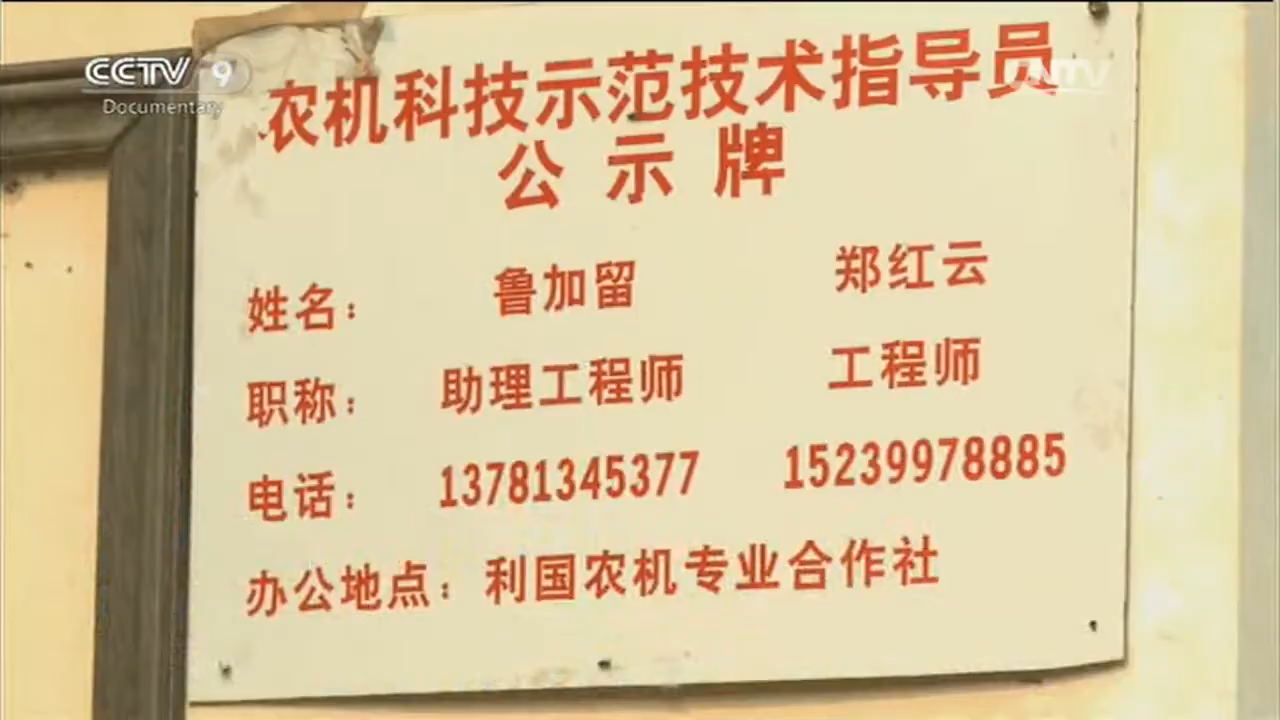 CCTV 9
Documentary
CNTV
农机科技示范技术指导员
公示牌
姓名： 鲁加留 郑红云
职称： 助理工程师 工程师
电话： 13781345377 15239978885
办公地点：利国农机专业合作社